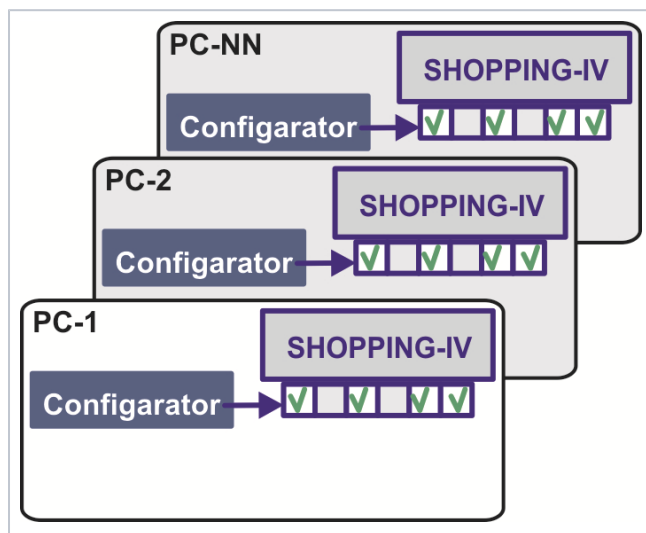 PC-NN
SHOPPING-IV
Configarator
PC-2
SHOPPING-IV
Configarator
PC-1
SHOPPING-IV
Configarator